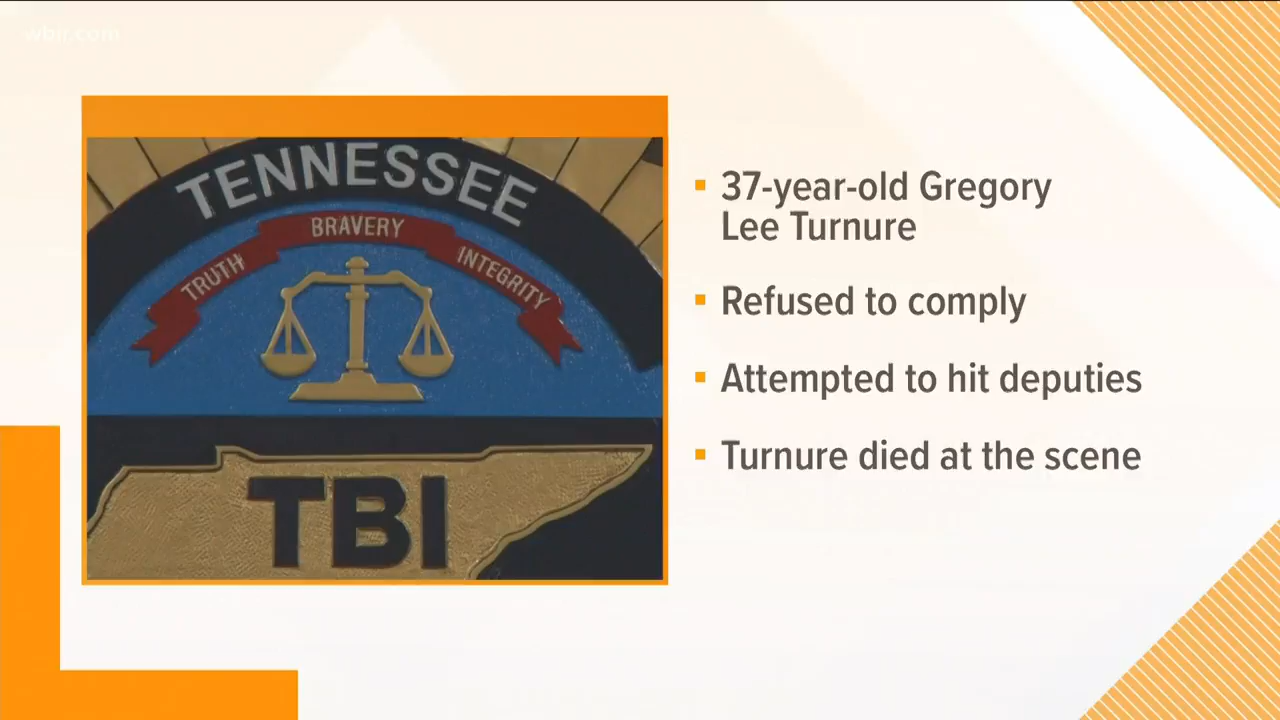 wbir.com
TENNESSEE
BRAVERY
TRUTH
INTEGRITY
TBI
37-year-old Gregory
Lee Turnure
Refused to comply
Attempted to hit deputies
Turnure died at the scene